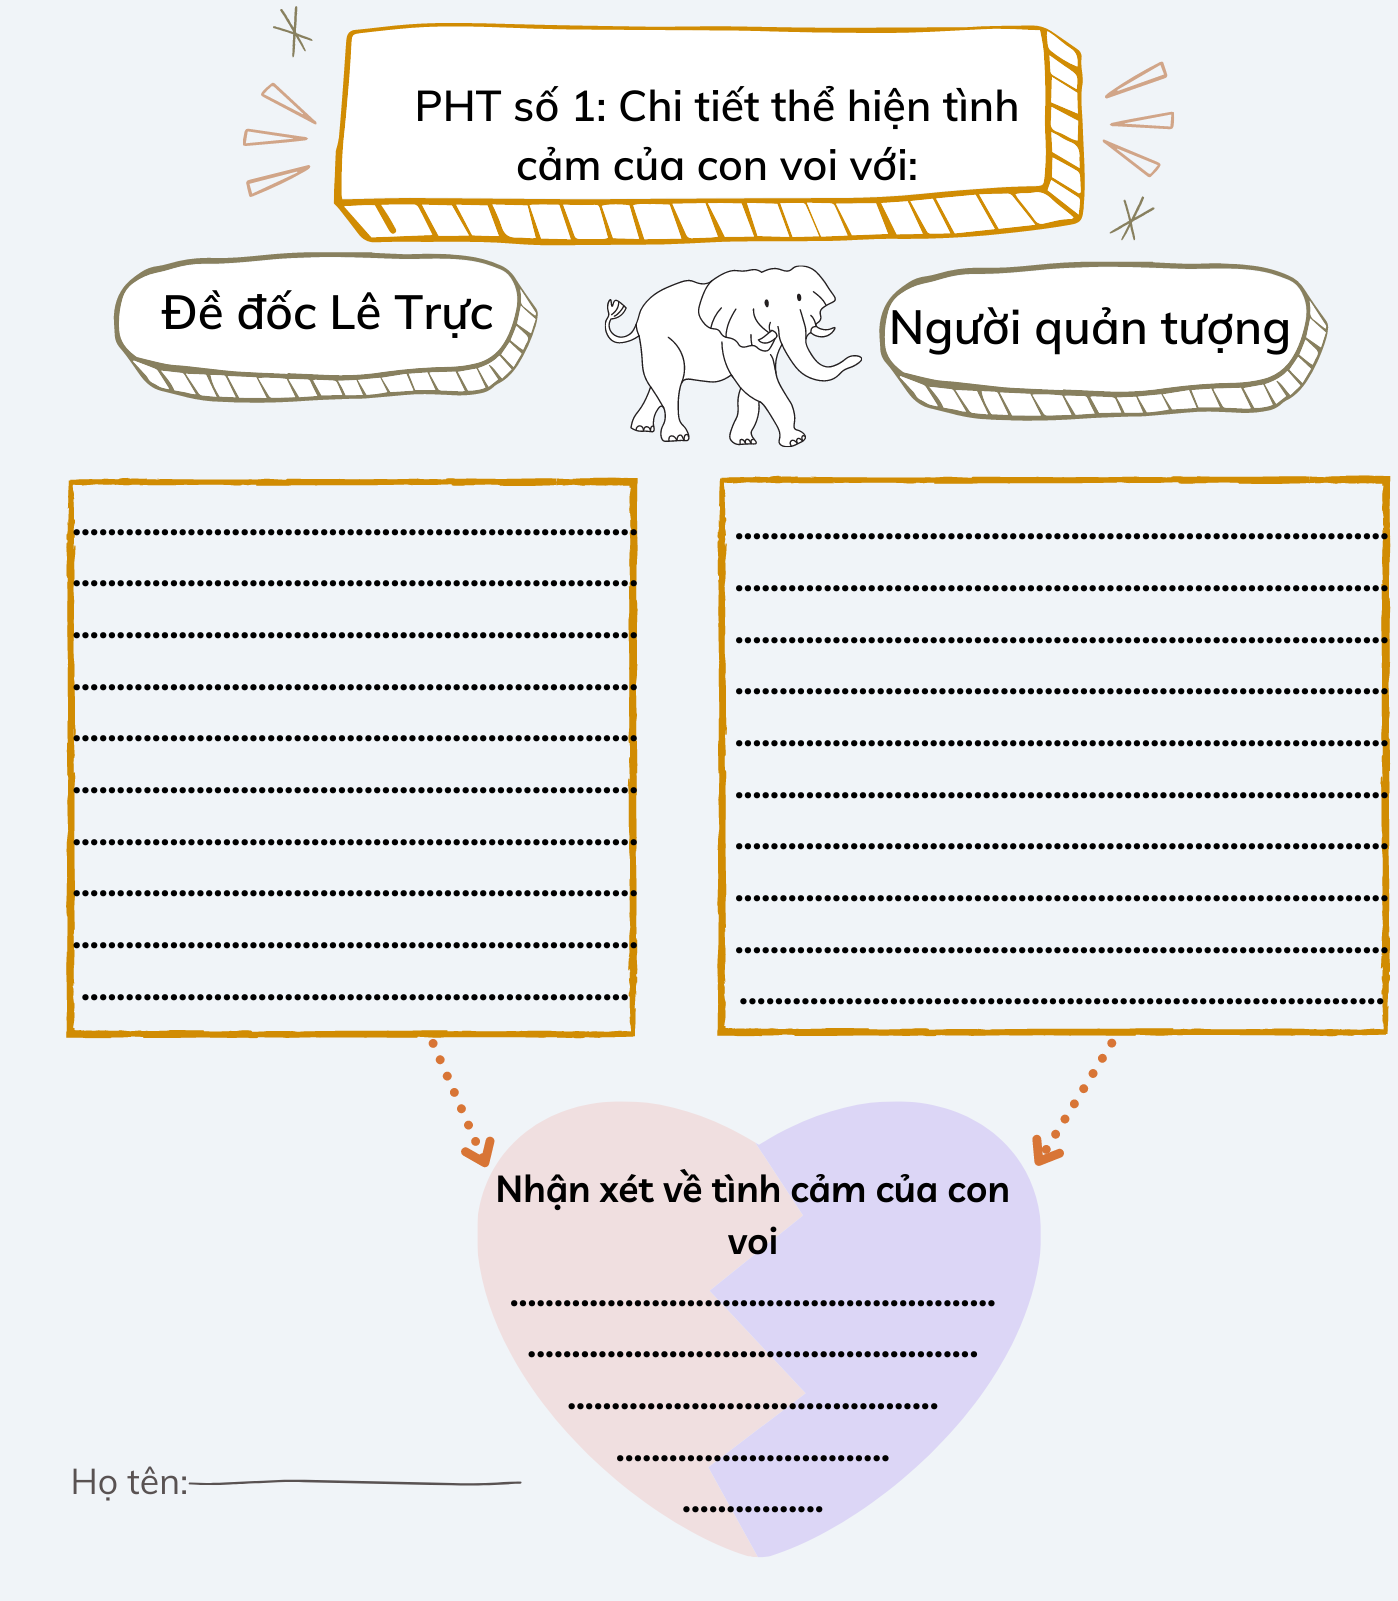 PHT số 1: Chi tiết thể hiện tình
cảm của con voi với:
Đề đốc Lê Trực
Người quản tượng
Nhận xét về tình cảm của con
voi
Họ tên: